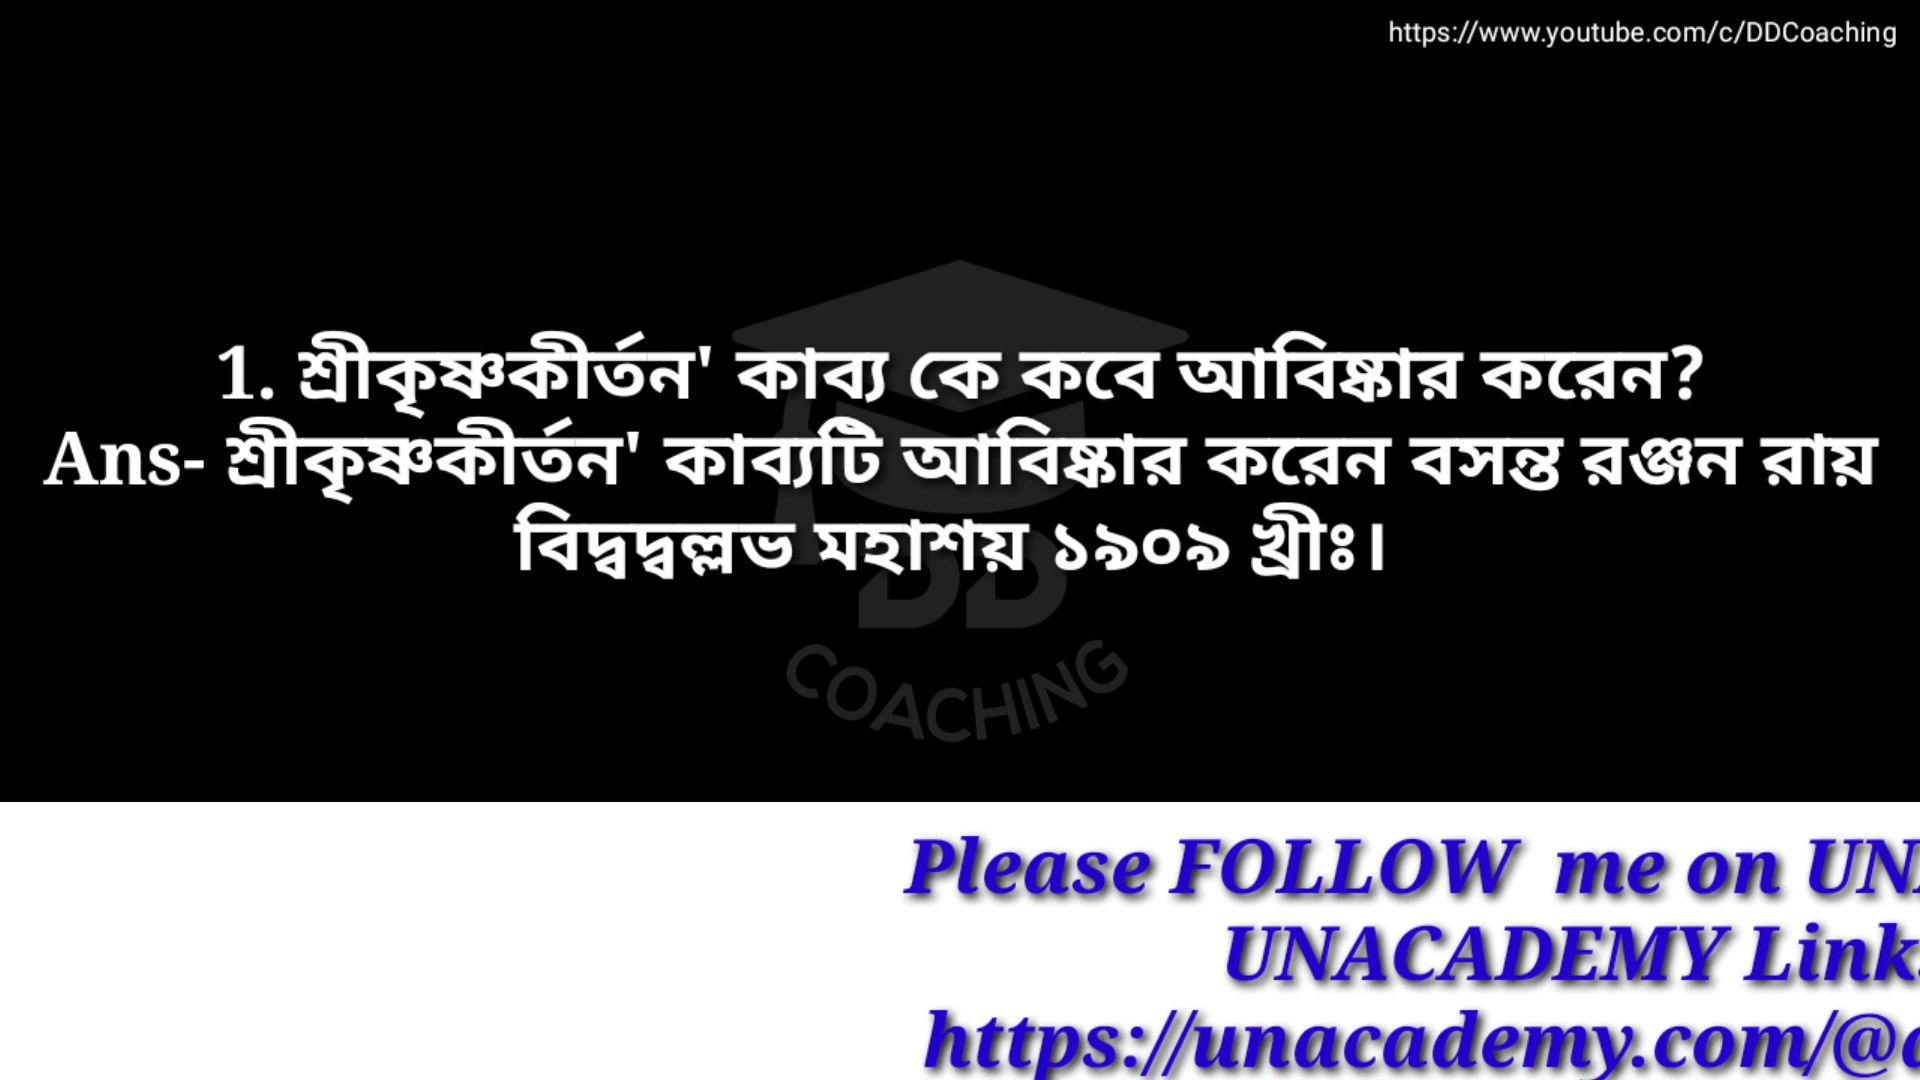 https://www.youtube.com/c/DDCoaching
1. শ্রীকৃষ্ণকীর্তন' কাব্য কে কবে আবিষ্কার করেন?
Ans- শ্রীকৃষ্ণকীর্তন' কাব্যটি আবিষ্কার করেন বসন্ত রঞ্জন রায়
বিদ্বদ্বল্লভ মহাশয় ১৯০৯ খ্রীঃ।
DD
COACHING
Please FOLLOW me on
UNACADEMY Link
https://unacademy.com/@